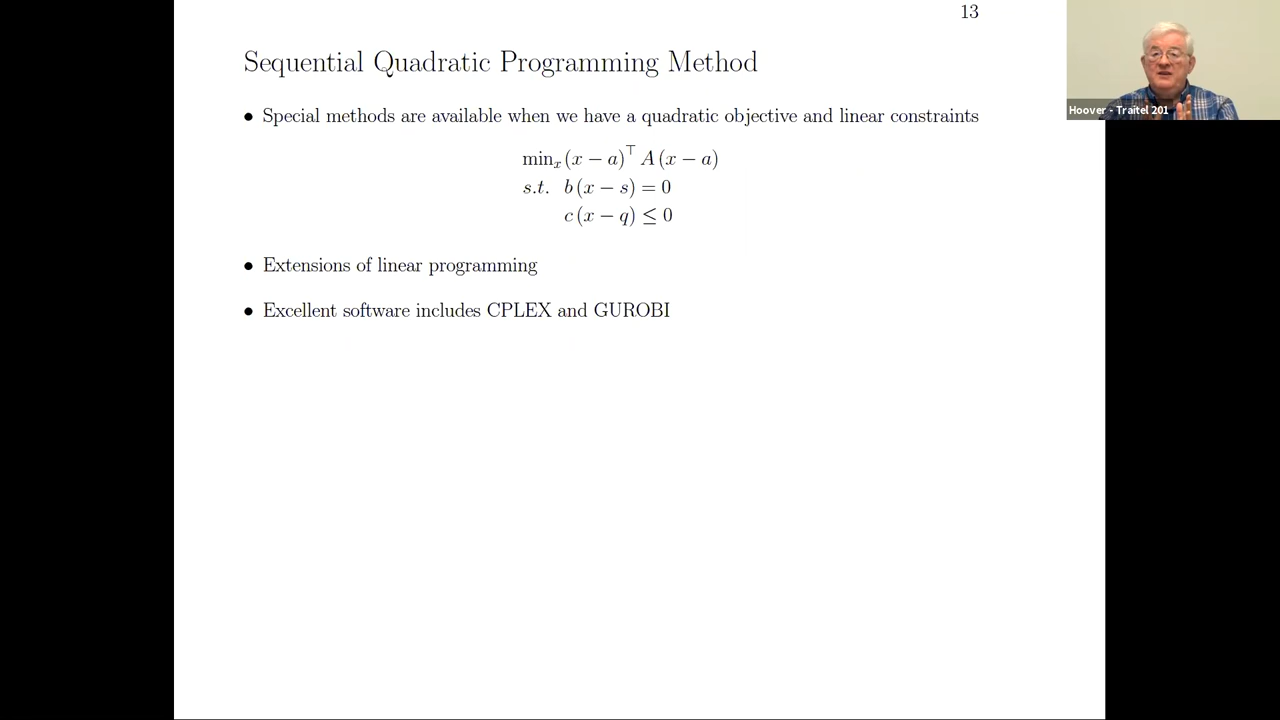 13
Sequential Quadratic Programming Method
• Special methods are available when we have a quadratic objective and linear constraints
minₓ (x − a)ᵀ A (x − a)
s.t. b (x − s) = 0
c (x − q) ≤ 0
• Extensions of linear programming
• Excellent software includes CPLEX and GUROBI
Hoover - Traitel 201